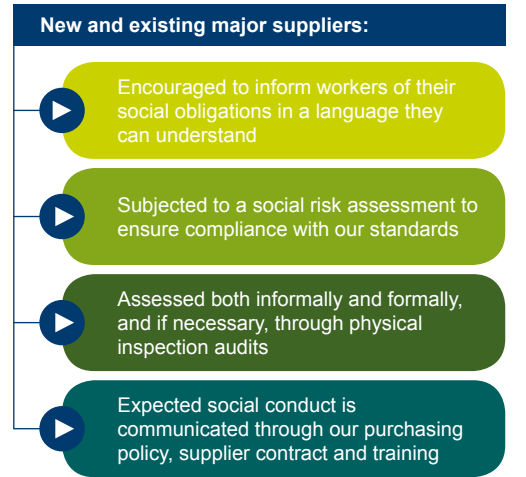 New and existing major suppliers:
Encouraged to inform workers of their
social obligations in a language they
can understand
Subjected to a social risk assessment to
ensure compliance with our standards
Assessed both informally and formally,
and if necessary, through physical
inspection audits
Expected social conduct is
communicated through our purchasing
policy, supplier contract and training